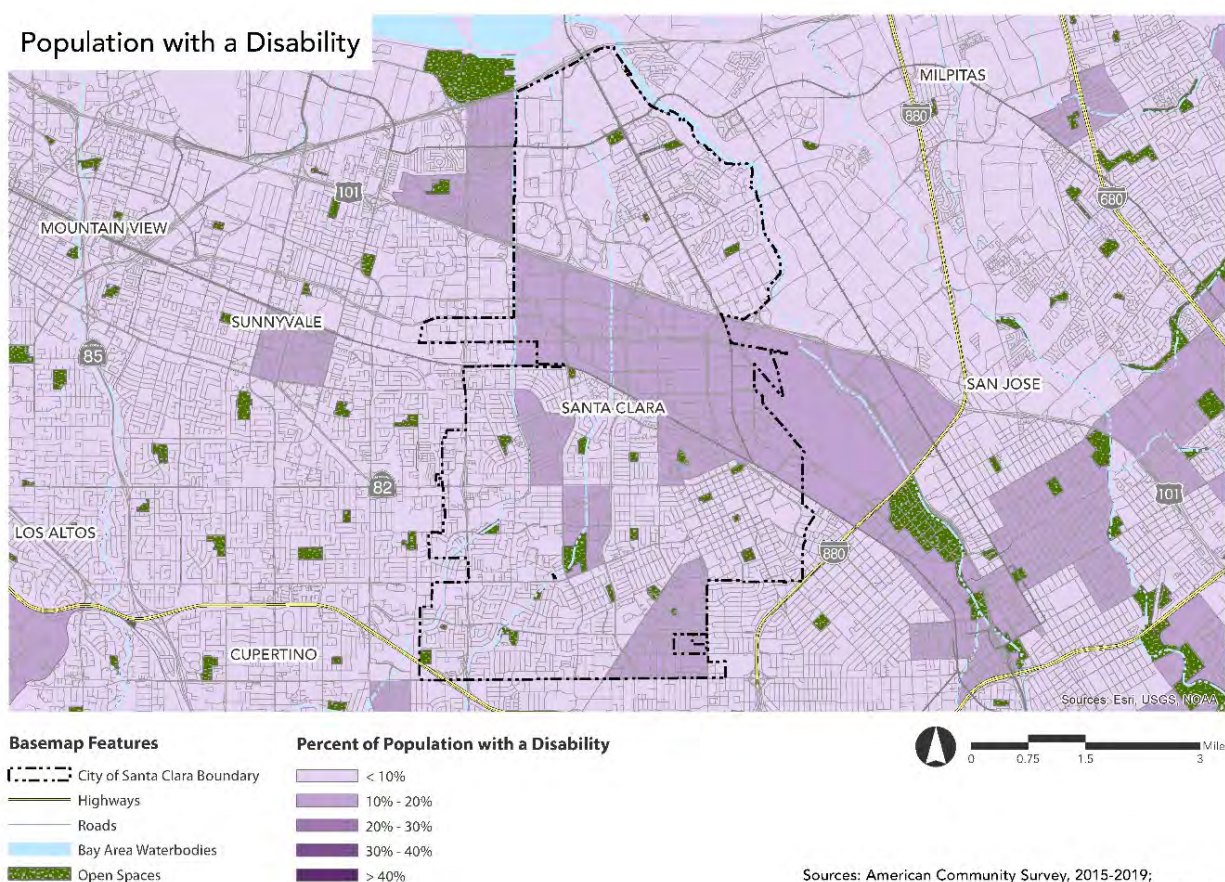 Population with a Disability
MILPITAS
880
101
680
MOUNTAIN VIEW
SUNNYVALE
85
SAN JOSE
SANTA CLARA
82
101
LOS ALTOS
880
CUPERTINO
Sources: Esri, USGS, NOAA
Basemap Features
City of Santa Clara Boundary
Highways
Roads
Bay Area Waterbodies
Open Spaces
Percent of Population with a Disability
< 10%
10% - 20%
20% - 30%
30% - 40%
> 40%
0 0.75 1.5 3 Mile
Sources: American Community Survey, 2015-2019;